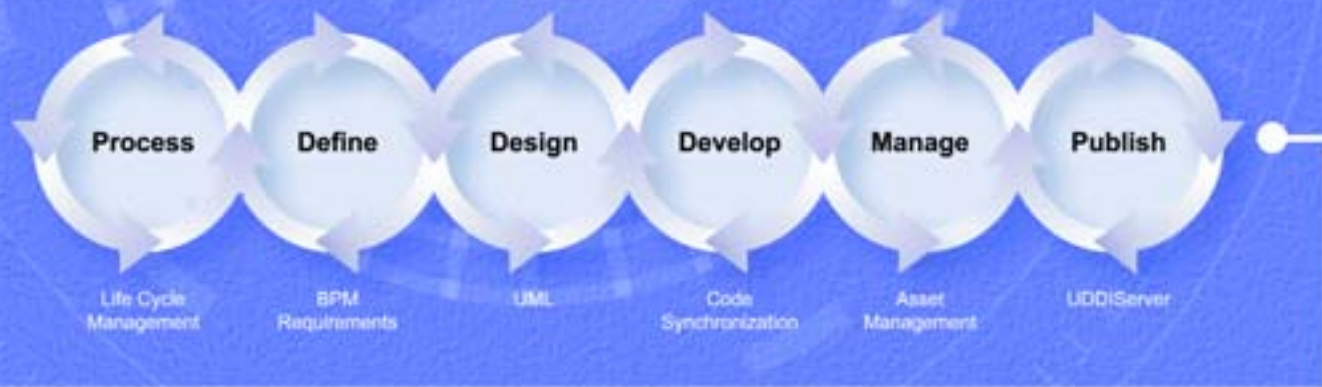 Process Define Design Develop Manage Publish
Life Cycle BPM UML Code Asset UDDIServer
Management Requirements Synchronization Management